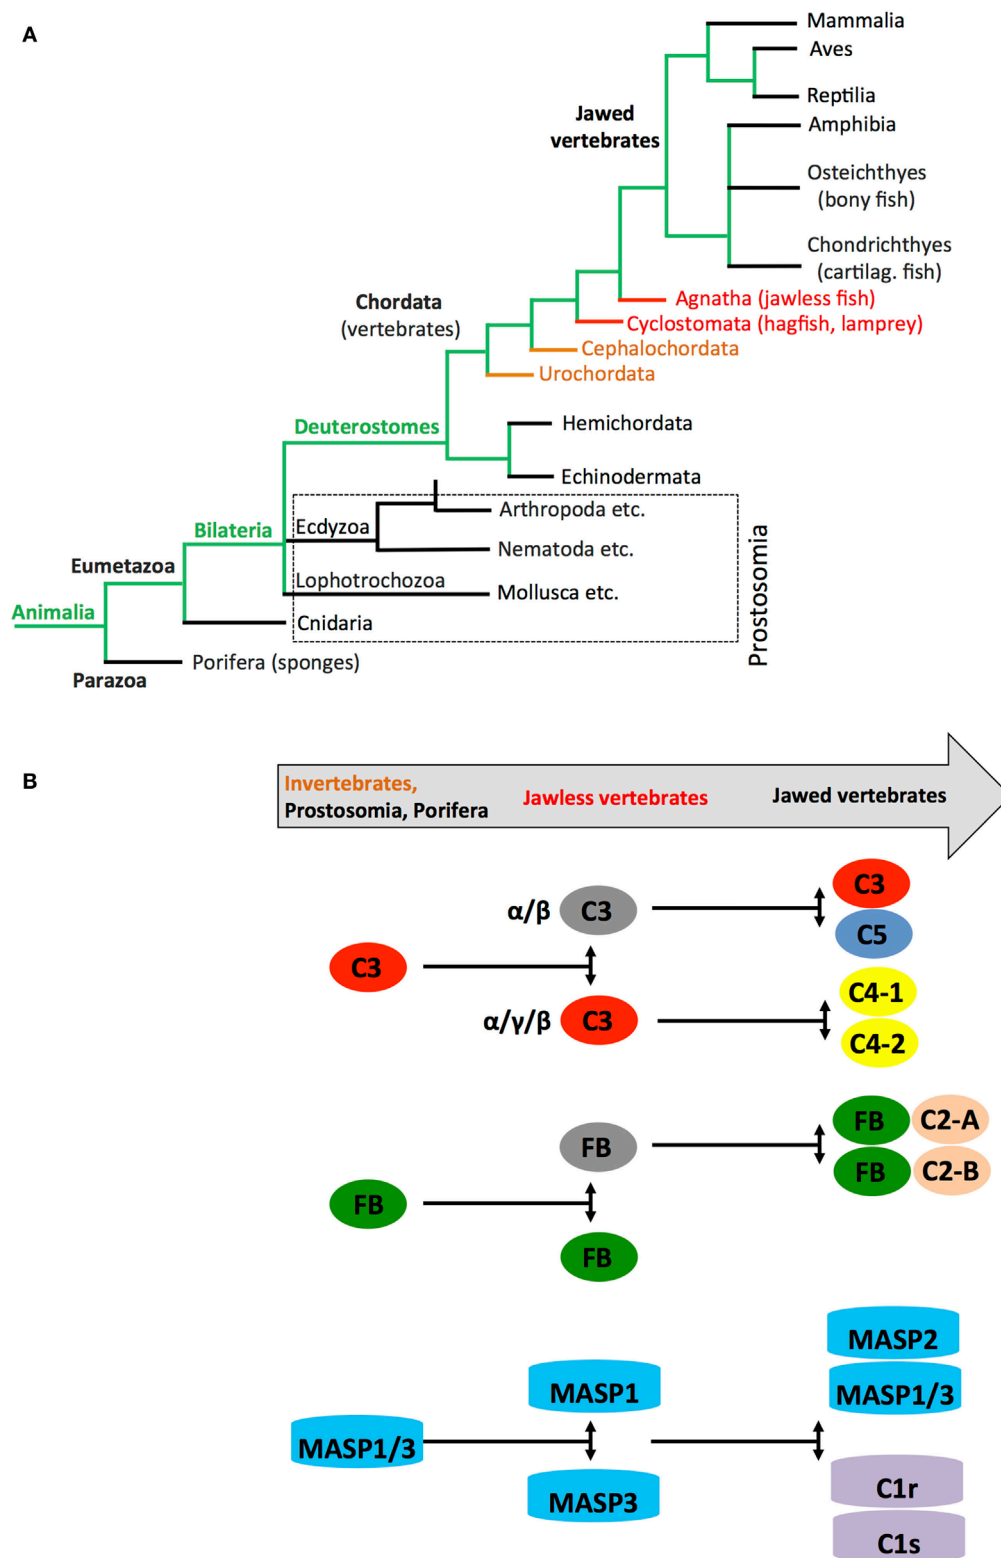 A
Mammalia
Aves
Reptilia
Jawed
vertebrates
Amphibia
Osteichthyes
(bony fish)
Chondrichthyes
(cartilag. fish)
Agnatha (jawless fish)
Chordata
(vertebrates)
Cyclostomata (hagfish, lamprey)
Cephalochordata
Urochordata
Deuterostomes
Hemichordata
Echinodermata
Bilateria
Ecdyzoa
Arthropoda etc.
Nematoda etc.
Eumetazoa
Lophotrochozoa
Mollusca etc.
Prostosomia
Animalia
Cnidaria
Porifera (sponges)
Parazoa
B
Invertebrates,
Prostosomia, Porifera
Jawless vertebrates
Jawed vertebrates
C3
α/β C3
C5
C3
C4-1
α/γ/β C3
C4-2
FB C2-A
FB
FB C2-B
FB
FB
MASP2
MASP1
MASP1/3
MASP1/3
MASP3
C1r
C1s